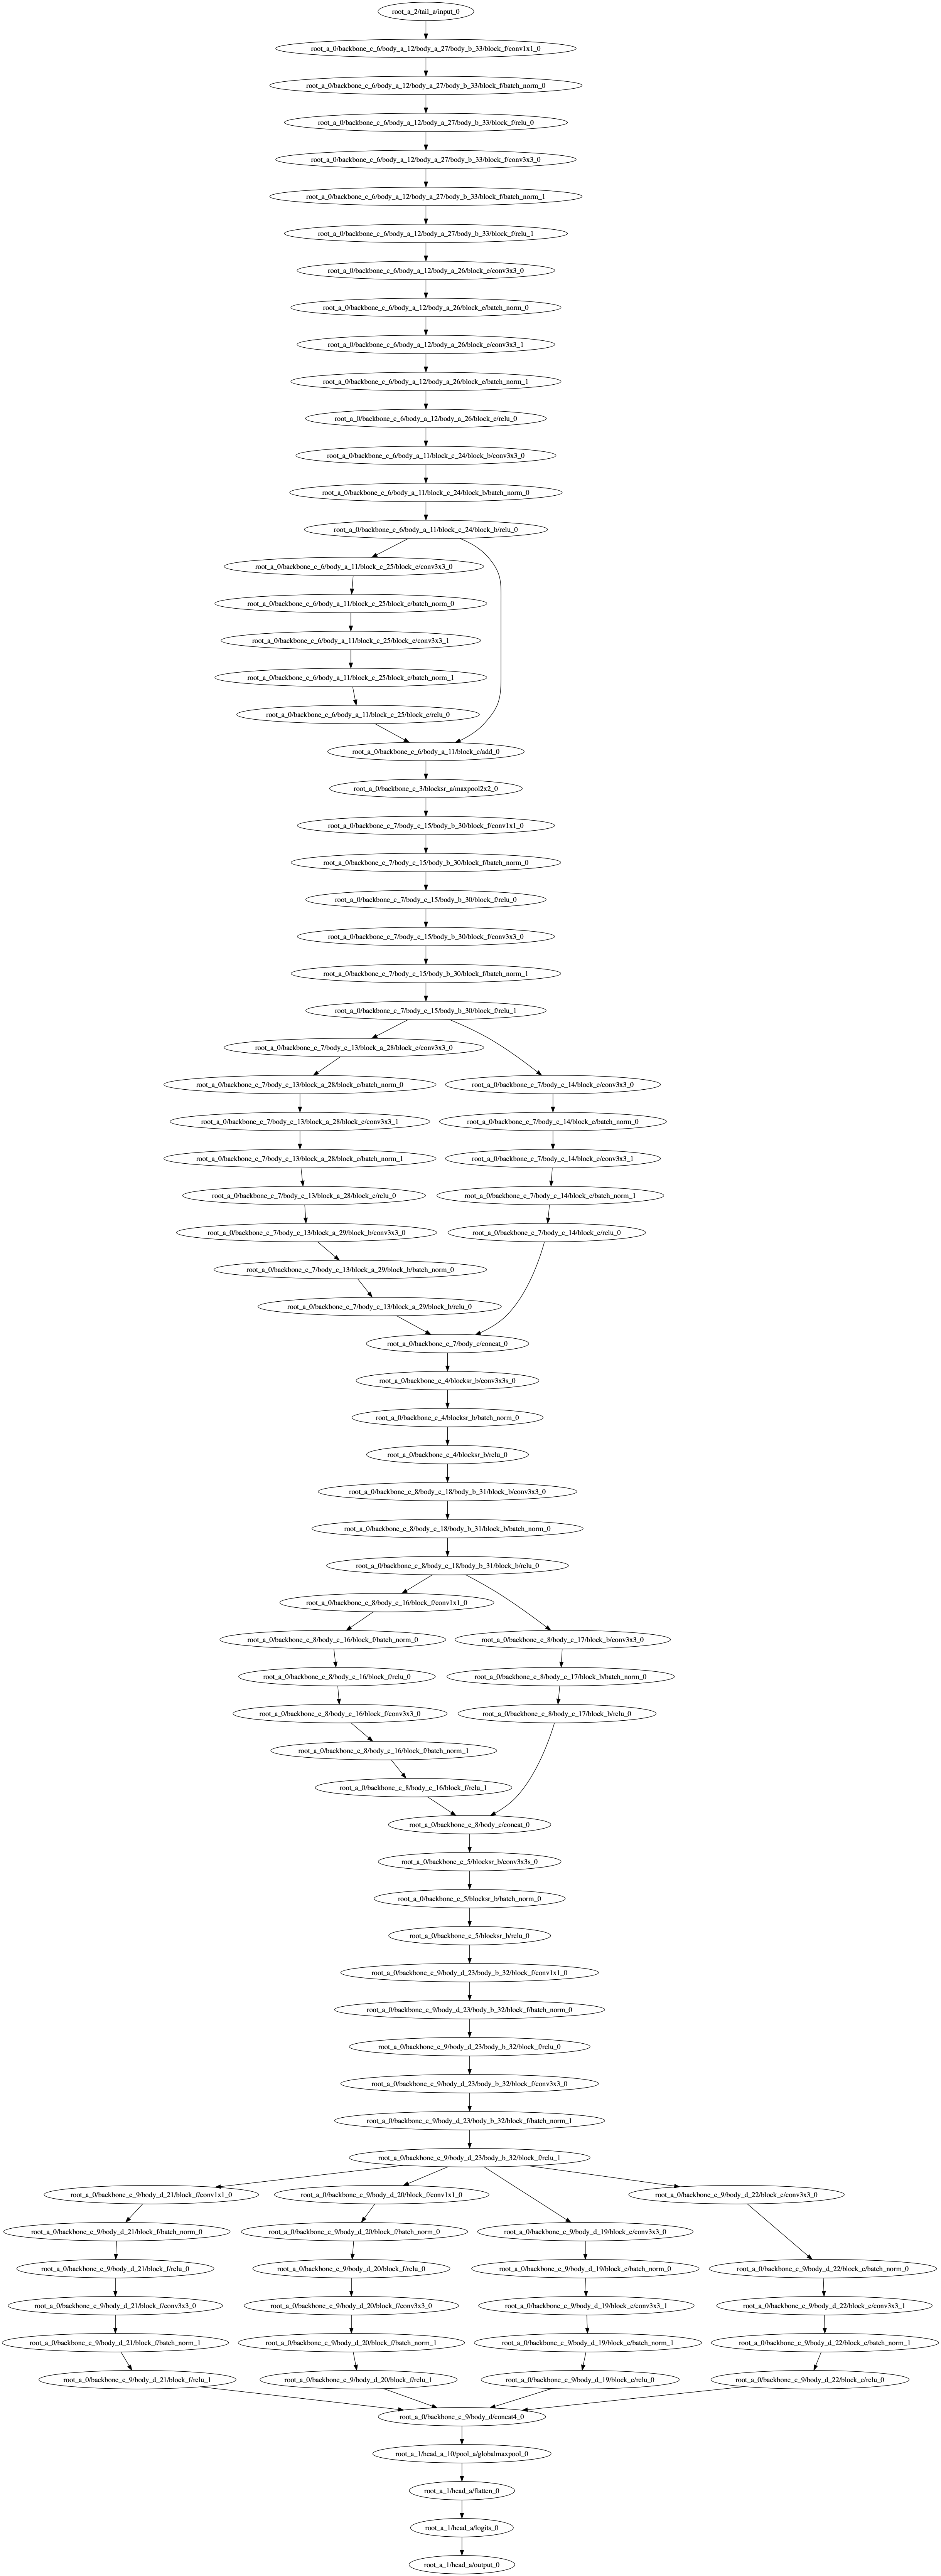 root_a_2/tail_a/input_0
root_a_0/backbone_c_6/body_a_12/body_a_27/body_b_33/block_f/conv1x1_0
root_a_0/backbone_c_6/body_a_12/body_a_27/body_b_33/block_f/batch_norm_0
root_a_0/backbone_c_6/body_a_12/body_a_27/body_b_33/block_f/relu_0
root_a_0/backbone_c_6/body_a_12/body_a_27/body_b_33/block_f/conv3x3_0
root_a_0/backbone_c_6/body_a_12/body_a_27/body_b_33/block_f/batch_norm_1
root_a_0/backbone_c_6/body_a_12/body_a_27/body_b_33/block_f/relu_1
root_a_0/backbone_c_6/body_a_12/body_a_26/block_e/conv3x3_0
root_a_0/backbone_c_6/body_a_12/body_a_26/block_e/batch_norm_0
root_a_0/backbone_c_6/body_a_12/body_a_26/block_e/conv3x3_1
root_a_0/backbone_c_6/body_a_12/body_a_26/block_e/batch_norm_1
root_a_0/backbone_c_6/body_a_12/body_a_26/block_e/relu_0
root_a_0/backbone_c_6/body_a_11/block_c_24/block_b/conv3x3_0
root_a_0/backbone_c_6/body_a_11/block_c_24/block_b/batch_norm_0
root_a_0/backbone_c_6/body_a_11/block_c_24/block_b/relu_0
root_a_0/backbone_c_6/body_a_11/block_c_25/block_e/conv3x3_0
root_a_0/backbone_c_6/body_a_11/block_c_25/block_e/batch_norm_0
root_a_0/backbone_c_6/body_a_11/block_c_25/block_e/conv3x3_1
root_a_0/backbone_c_6/body_a_11/block_c_25/block_e/batch_norm_1
root_a_0/backbone_c_6/body_a_11/block_c_25/block_e/relu_0
root_a_0/backbone_c_6/body_a_11/block_c/add_0
root_a_0/backbone_c_3/blocksr_a/maxpool2x2_0
root_a_0/backbone_c_7/body_c_15/body_b_30/block_f/conv1x1_0
root_a_0/backbone_c_7/body_c_15/body_b_30/block_f/batch_norm_0
root_a_0/backbone_c_7/body_c_15/body_b_30/block_f/relu_0
root_a_0/backbone_c_7/body_c_15/body_b_30/block_f/conv3x3_0
root_a_0/backbone_c_7/body_c_15/body_b_30/block_f/batch_norm_1
root_a_0/backbone_c_7/body_c_15/body_b_30/block_f/relu_1
root_a_0/backbone_c_7/body_c_13/block_a_28/block_e/conv3x3_0
root_a_0/backbone_c_7/body_c_13/block_a_28/block_e/batch_norm_0
root_a_0/backbone_c_7/body_c_14/block_e/conv3x3_0
root_a_0/backbone_c_7/body_c_13/block_a_28/block_e/conv3x3_1
root_a_0/backbone_c_7/body_c_14/block_e/batch_norm_0
root_a_0/backbone_c_7/body_c_13/block_a_28/block_e/batch_norm_1
root_a_0/backbone_c_7/body_c_14/block_e/conv3x3_1
root_a_0/backbone_c_7/body_c_13/block_a_28/block_e/relu_0
root_a_0/backbone_c_7/body_c_14/block_e/batch_norm_1
root_a_0/backbone_c_7/body_c_13/block_a_29/block_b/conv3x3_0
root_a_0/backbone_c_7/body_c_14/block_e/relu_0
root_a_0/backbone_c_7/body_c_13/block_a_29/block_b/batch_norm_0
root_a_0/backbone_c_7/body_c_13/block_a_29/block_b/relu_0
root_a_0/backbone_c_7/body_c/concat_0
root_a_0/backbone_c_4/blocksr_b/conv3x3s_0
root_a_0/backbone_c_4/blocksr_b/batch_norm_0
root_a_0/backbone_c_4/blocksr_b/relu_0
root_a_0/backbone_c_8/body_c_18/body_b_31/block_b/conv3x3_0
root_a_0/backbone_c_8/body_c_18/body_b_31/block_b/batch_norm_0
root_a_0/backbone_c_8/body_c_18/body_b_31/block_b/relu_0
root_a_0/backbone_c_8/body_c_16/block_f/conv1x1_0
root_a_0/backbone_c_8/body_c_16/block_f/batch_norm_0
root_a_0/backbone_c_8/body_c_17/block_b/conv3x3_0
root_a_0/backbone_c_8/body_c_16/block_f/relu_0
root_a_0/backbone_c_8/body_c_17/block_b/batch_norm_0
root_a_0/backbone_c_8/body_c_16/block_f/conv3x3_0
root_a_0/backbone_c_8/body_c_17/block_b/relu_0
root_a_0/backbone_c_8/body_c_16/block_f/batch_norm_1
root_a_0/backbone_c_8/body_c_16/block_f/relu_1
root_a_0/backbone_c_8/body_c/concat_0
root_a_0/backbone_c_5/blocksr_b/conv3x3s_0
root_a_0/backbone_c_5/blocksr_b/batch_norm_0
root_a_0/backbone_c_5/blocksr_b/relu_0
root_a_0/backbone_c_9/body_d_23/body_b_32/block_f/conv1x1_0
root_a_0/backbone_c_9/body_d_23/body_b_32/block_f/batch_norm_0
root_a_0/backbone_c_9/body_d_23/body_b_32/block_f/relu_0
root_a_0/backbone_c_9/body_d_23/body_b_32/block_f/conv3x3_0
root_a_0/backbone_c_9/body_d_23/body_b_32/block_f/batch_norm_1
root_a_0/backbone_c_9/body_d_23/body_b_32/block_f/relu_1
root_a_0/backbone_c_9/body_d_21/block_f/conv1x1_0
root_a_0/backbone_c_9/body_d_20/block_f/conv1x1_0
root_a_0/backbone_c_9/body_d_22/block_e/conv3x3_0
root_a_0/backbone_c_9/body_d_21/block_f/batch_norm_0
root_a_0/backbone_c_9/body_d_20/block_f/batch_norm_0
root_a_0/backbone_c_9/body_d_19/block_e/conv3x3_0
root_a_0/backbone_c_9/body_d_21/block_f/relu_0
root_a_0/backbone_c_9/body_d_20/block_f/relu_0
root_a_0/backbone_c_9/body_d_19/block_e/batch_norm_0
root_a_0/backbone_c_9/body_d_22/block_e/batch_norm_0
root_a_0/backbone_c_9/body_d_21/block_f/conv3x3_0
root_a_0/backbone_c_9/body_d_20/block_f/conv3x3_0
root_a_0/backbone_c_9/body_d_19/block_e/conv3x3_1
root_a_0/backbone_c_9/body_d_22/block_e/conv3x3_1
root_a_0/backbone_c_9/body_d_21/block_f/batch_norm_1
root_a_0/backbone_c_9/body_d_20/block_f/batch_norm_1
root_a_0/backbone_c_9/body_d_19/block_e/batch_norm_1
root_a_0/backbone_c_9/body_d_22/block_e/batch_norm_1
root_a_0/backbone_c_9/body_d_21/block_f/relu_1
root_a_0/backbone_c_9/body_d_20/block_f/relu_1
root_a_0/backbone_c_9/body_d_19/block_e/relu_0
root_a_0/backbone_c_9/body_d_22/block_e/relu_0
root_a_0/backbone_c_9/body_d/concat4_0
root_a_1/head_a_10/pool_a/globalmaxpool_0
root_a_1/head_a/flatten_0
root_a_1/head_a/logits_0
root_a_1/head_a/output_0